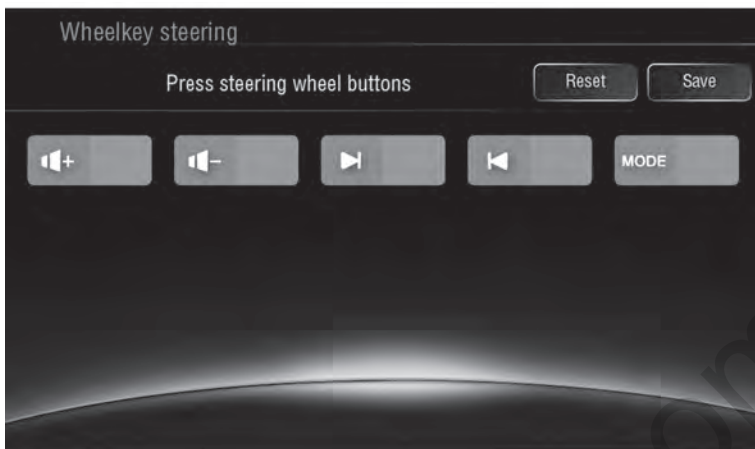 Wheelkey steering
Press steering wheel buttons Reset Save
+ - MODE